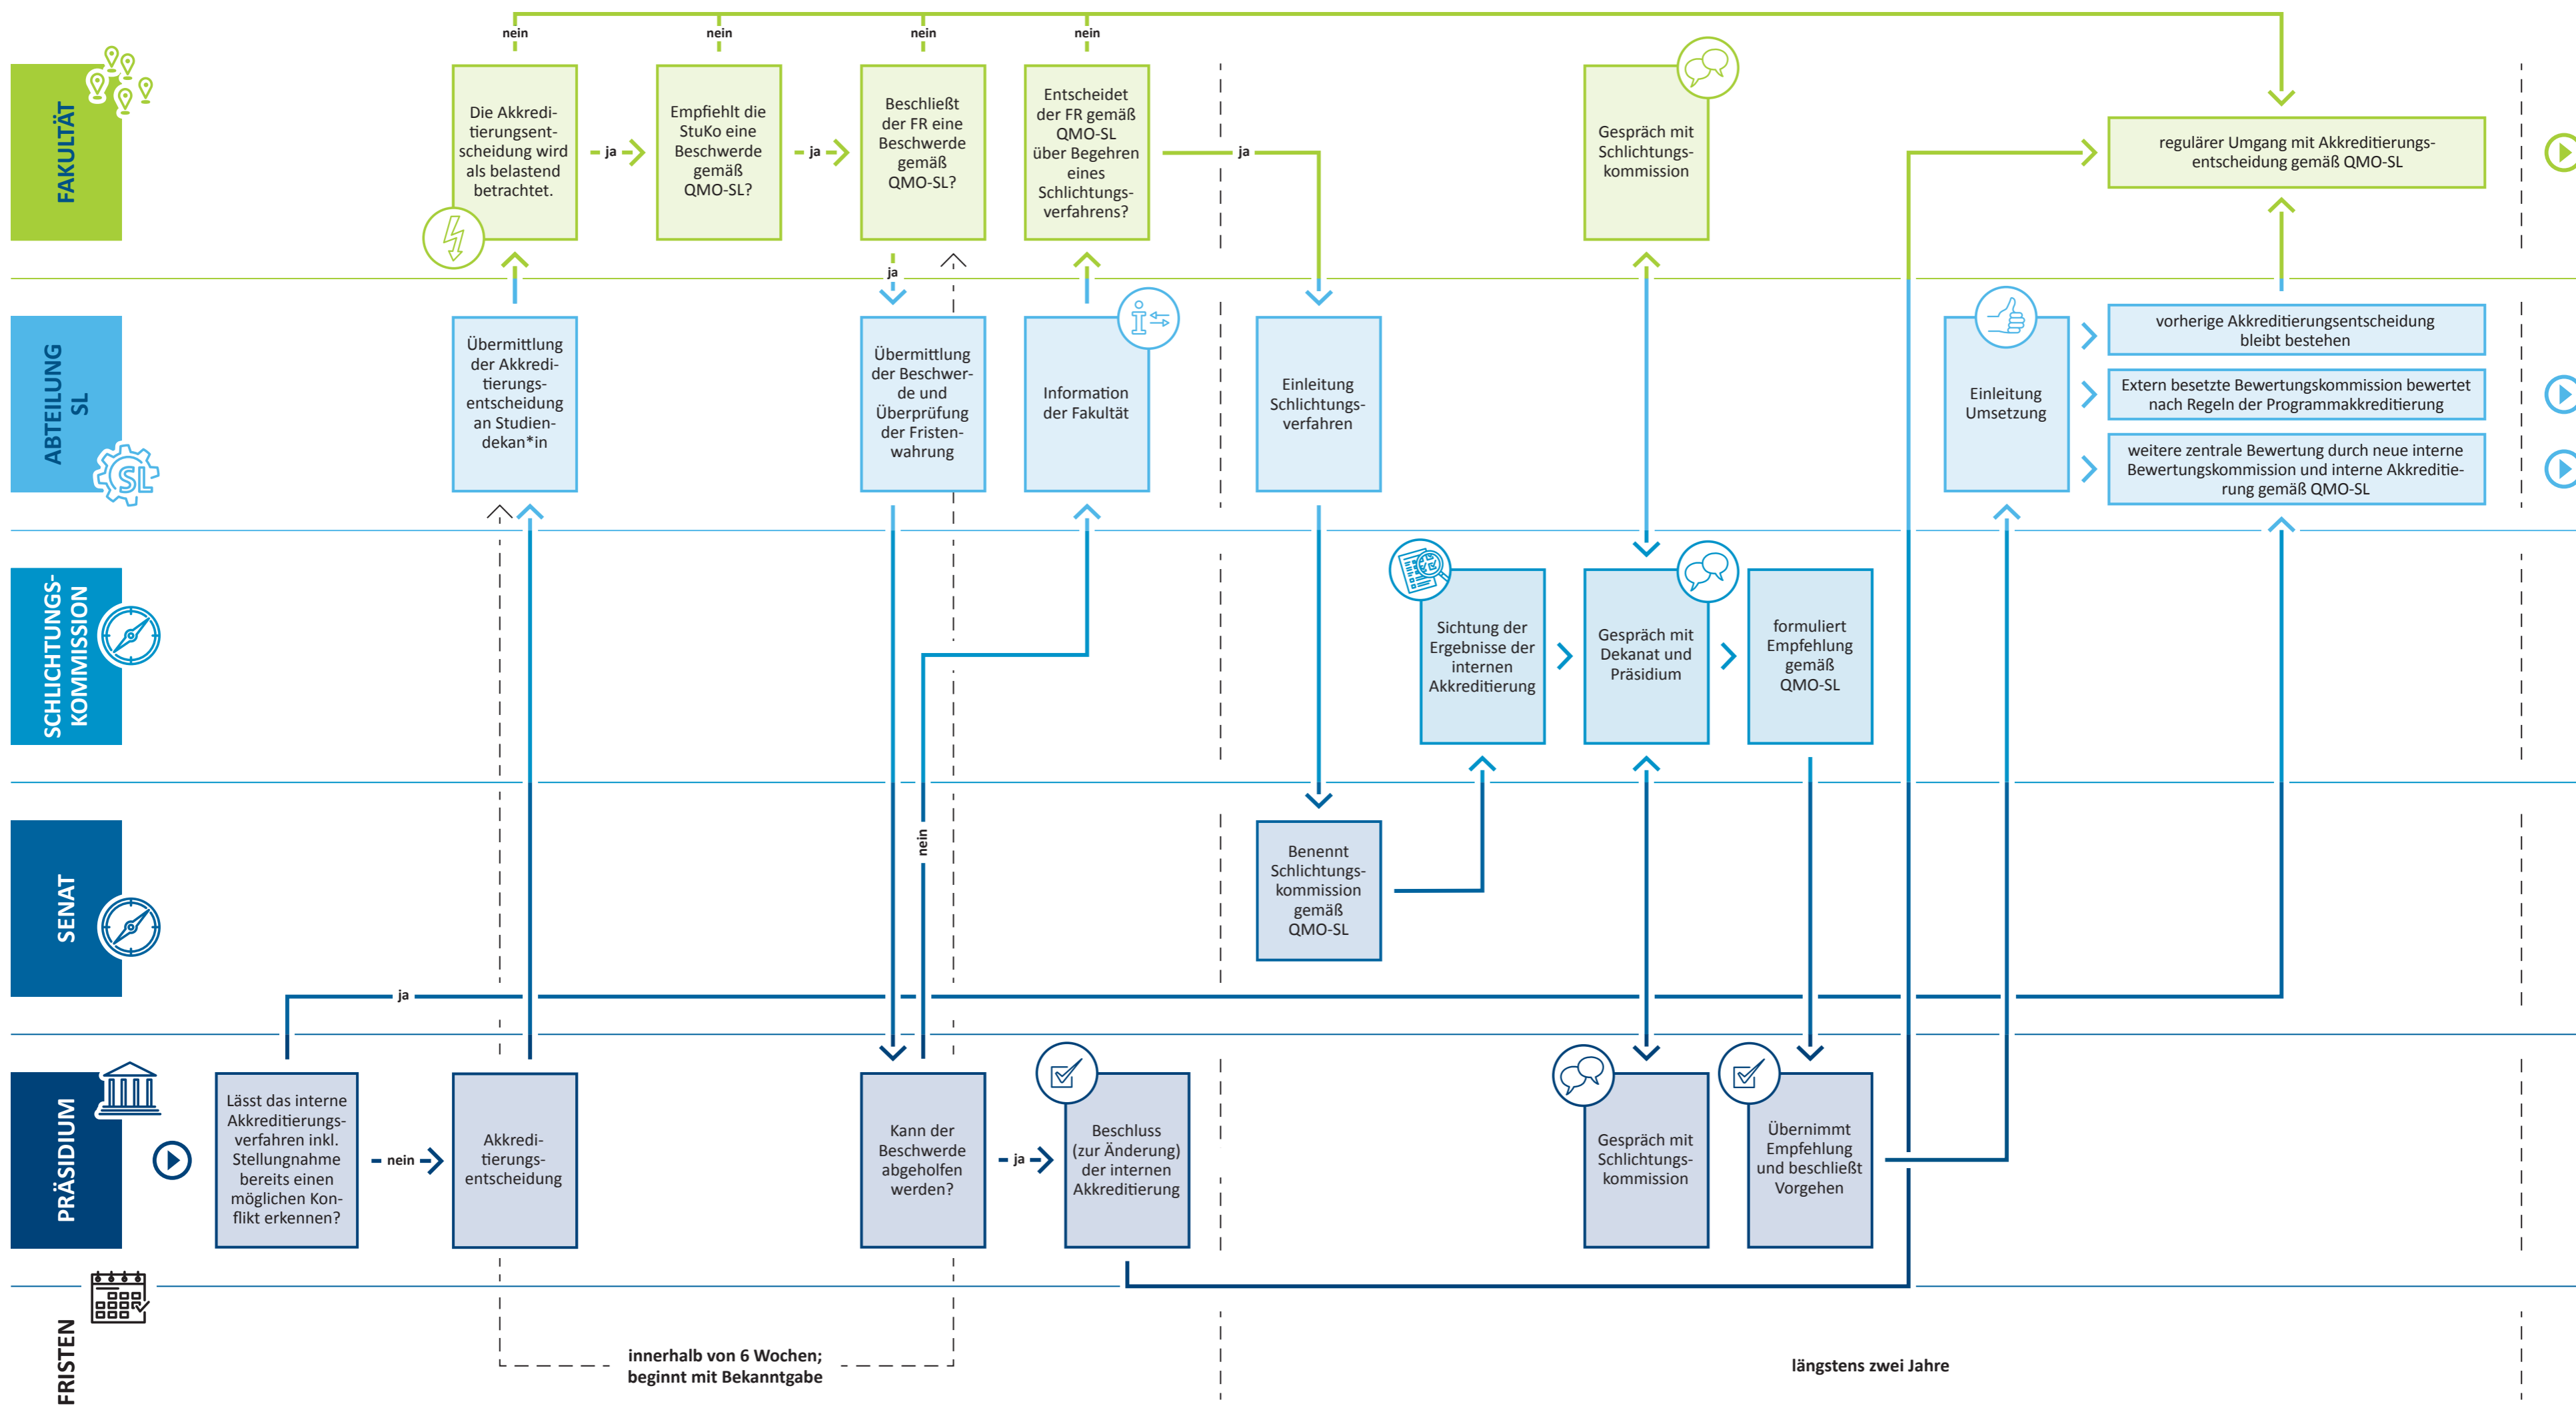 nein
nein
nein
nein
FAKULTÄT
Die Akkredi-
tierungsent-
scheidung wird
als belastend
betrachtet.
ja
Empfiehlt die
StuKo eine
Beschwerde
gemäß
QMO-SL?
ja
Beschließt
der FR eine
Beschwerde
gemäß
QMO-SL?
Entscheidet
der FR gemäß
QMO-SL
über Begehren
eines
Schlichtungs-
verfahrens?
ja
Gespräch mit
Schlichtungs-
kommission
regulärer Umgang mit Akkreditierungs-
entscheidung gemäß QMO-SL
ja
ABTEILUNG
SL
SL
Übermittlung
der Akkredi-
tierungs-
entscheidung
an Studien-
dekan*in
Übermittlung
der Beschwer-
de und
Überprüfung
der Fristen-
wahrung
Information
der Fakultät
Einleitung
Schlichtungs-
verfahren
Einleitung
Umsetzung
vorherige Akkreditierungsentscheidung
bleibt bestehen
Extern besetzte Bewertungskommission bewertet
nach Regeln der Programmakkreditierung
weitere zentrale Bewertung durch neue interne
Bewertungskommission und interne Akkreditie-
rung gemäß QMO-SL
SCHLICHTUNGS-
KOMMISSION
Sichtung der
Ergebnisse der
internen
Akkreditierung
Gespräch mit
Dekanat und
Präsidium
formuliert
Empfehlung
gemäß
QMO-SL
SENAT
nein
Benennt
Schlichtungs-
kommission
gemäß
QMO-SL
ja
PRÄSIDIUM
Lässt das interne
Akkreditierungs-
verfahren inkl.
Stellungnahme
bereits einen
möglichen Kon-
flikt erkennen?
nein
Akkredi-
tierungs-
entscheidung
Kann der
Beschwerde
abgeholfen
werden?
ja
Beschluss
(zur Änderung)
der internen
Akkreditierung
Gespräch mit
Schlichtungs-
kommission
Übernimmt
Empfehlung
und beschließt
Vorgehen
FRISTEN
innerhalb von 6 Wochen;
beginnt mit Bekanntgabe
längstens zwei Jahre